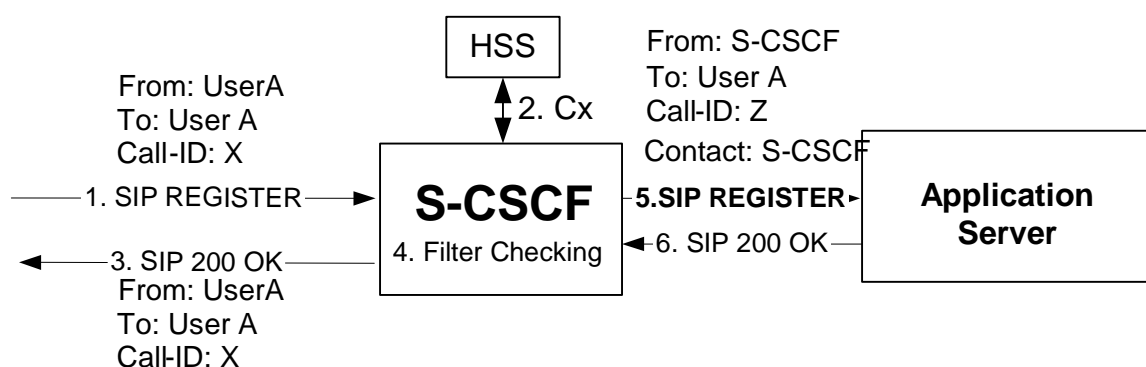 HSS
From: S-CSCF
To: User A
Call-ID: Z
Contact: S-CSCF
From: UserA
To: User A
Call-ID: X
2. Cx
1. SIP REGISTER
S-CSCF
4. Filter Checking
5.SIP REGISTER
Application
Server
3. SIP 200 OK
6. SIP 200 OK
From: UserA
To: User A
Call-ID: X